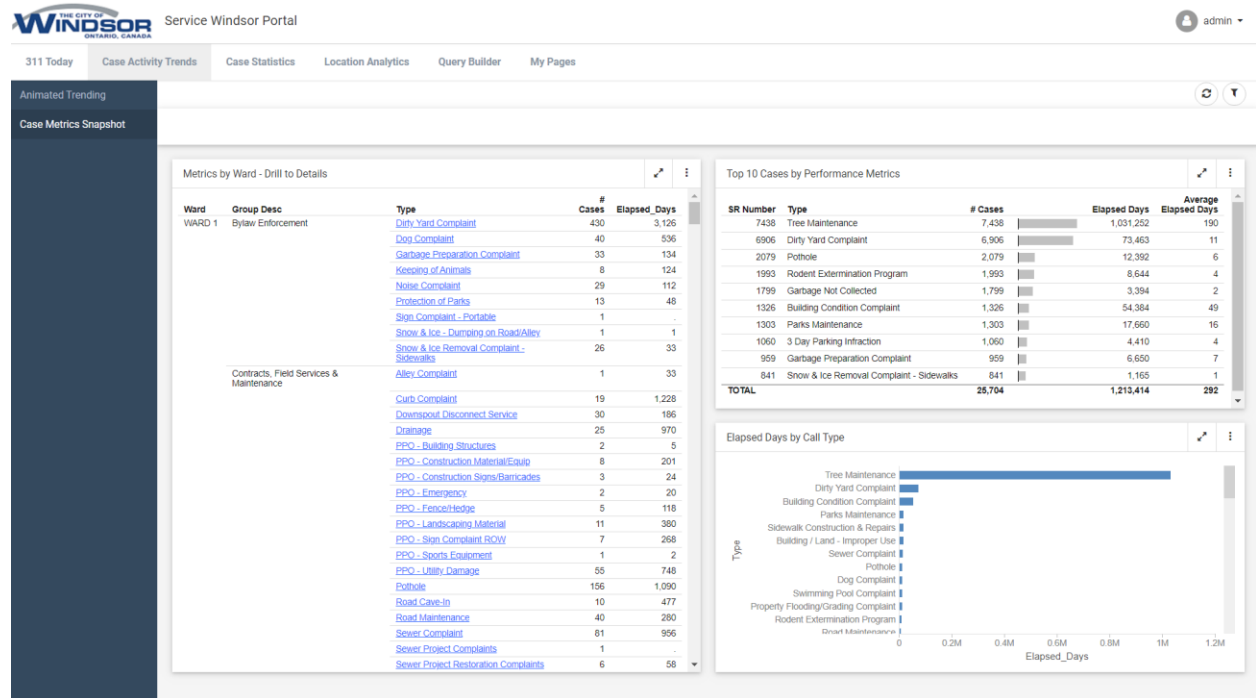 THE CITY OF
WINDSOR
ONTARIO, CANADA
Service Windsor Portal
admin
311 Today Case Activity Trends Case Statistics Location Analytics Query Builder My Pages
Animated Trending
Case Metrics Snapshot
Metrics by Ward - Drill to Details
Ward Group Desc Type # Cases Elapsed_Days
WARD 1 Bylaw Enforcement Dirty Yard Complaint 430 3,126
Dog Complaint 40 536
Garbage Preparation Complaint 33 134
Keeping of Animals 8 124
Noise Complaint 29 112
Protection of Parks 13 48
Sign Complaint - Portable 1 .
Snow & Ice - Dumping on Road/Alley 1 1
Snow & Ice Removal Complaint - 26 33
Sidewalks
Contracts, Field Services & Alley Complaint 1 33
Maintenance
Curb Complaint 19 1,228
Downspout Disconnect Service 30 186
Drainage 25 970
PPO - Building Structures 2 5
PPO - Construction Material/Equip 8 201
PPO - Construction Signs/Barricades 3 24
PPO - Emergency 2 20
PPO - Fence/Hedge 5 118
PPO - Landscaping Material 11 380
PPO - Sign Complaint ROW 7 268
PPO - Sports Equipment 1 2
PPO - Utility Damage 55 748
Pothole 156 1,090
Road Cave-In 10 477
Road Maintenance 40 280
Sewer Complaint 81 956
Sewer Project Complaints 1 .
Sewer Project Restoration Complaints 6 58
Top 10 Cases by Performance Metrics
Average
SR Number Type # Cases Elapsed Days Elapsed Days
7438 Tree Maintenance 7,438 1,031,252 190
6906 Dirty Yard Complaint 6,906 73,463 11
2079 Pothole 2,079 12,392 6
1993 Rodent Extermination Program 1,993 8,644 4
1799 Garbage Not Collected 1,799 3,394 2
1326 Building Condition Complaint 1,326 54,384 49
1303 Parks Maintenance 1,303 17,660 16
1060 3 Day Parking Infraction 1,060 4,410 4
959 Garbage Preparation Complaint 959 6,650 7
841 Snow & Ice Removal Complaint - Sidewalks 841 1,165 1
TOTAL 25,704 1,213,414 292
Elapsed Days by Call Type
Type
Tree Maintenance
Dirty Yard Complaint
Building Condition Complaint
Parks Maintenance
Sidewalk Construction & Repairs
Building / Land - Improper Use
Sewer Complaint
Pothole
Dog Complaint
Swimming Pool Complaint
Property Flooding/Grading Complaint
Rodent Extermination Program
Road Maintenance
0 0.2M 0.4M 0.6M 0.8M 1M 1.2M
Elapsed_Days